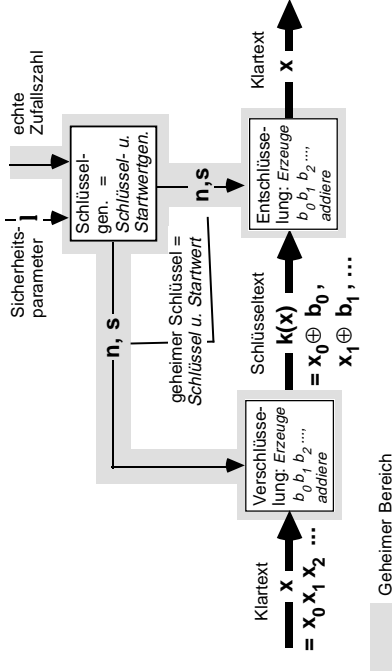 Sicherheits-
parameter l
echte
Zufallszahl
Schlüssel-
gen. =
Schlüssel- u.
Startwertgen.
n, s
n,s
geheimer Schlüssel =
Schlüssel u. Startwert
Klartext
x
= x0 x1 x2 ...
Verschlüsse-
lung: Erzeuge
b0 b1 b2 ...,
addiere
Schlüsseltext
k(x)
= x0 ⊕ b0 ,
x1 ⊕ b1 , ...
Entschlüsse-
lung: Erzeuge
b0 b1 b2 ...,
addiere
Klartext
x
Geheimer Bereich